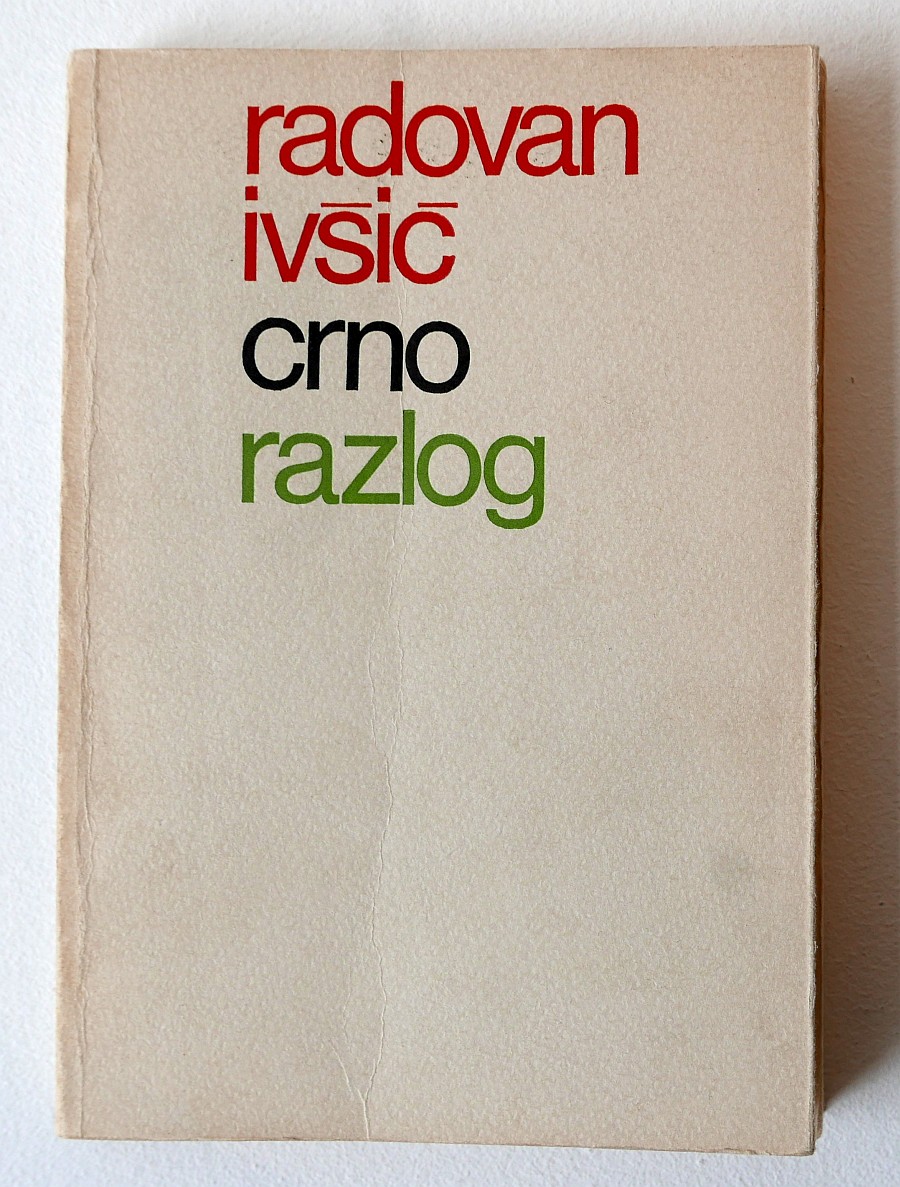 radovan
ivšić
crno
razlog